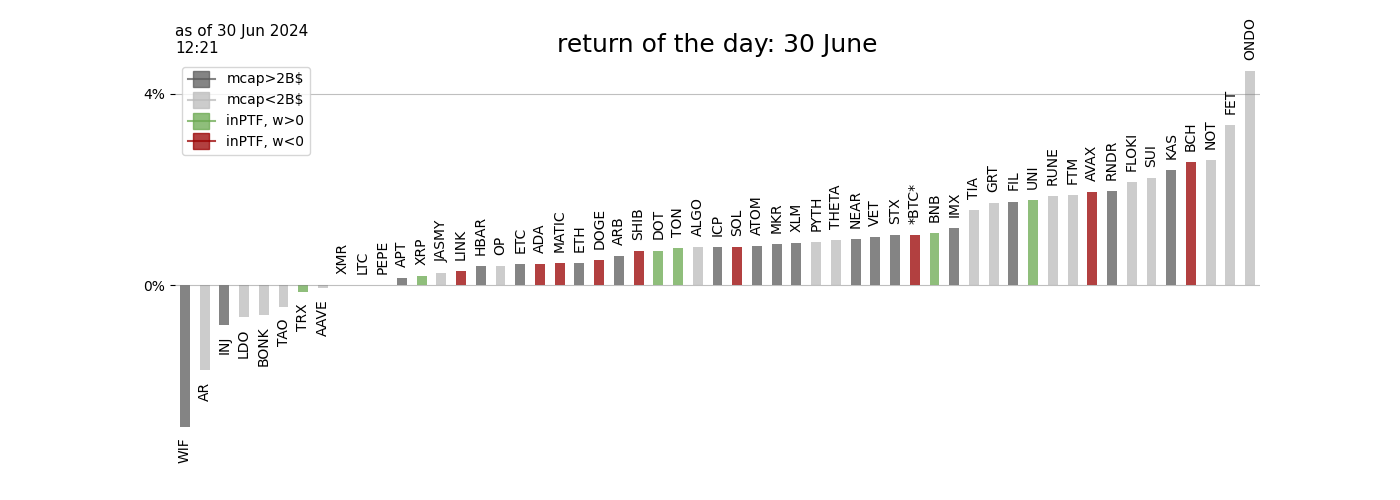 as of 30 Jun 2024
12:21
return of the day: 30 June
mcap>2B$
mcap<2B$
inPTF, w>0
inPTF, w<0
4%
0%
WIF
AR
INJ
LDO
BONK
TAO
TRX
AAVE
XMR
LTC
PEPE
APT
XRP
JASMY
LINK
HBAR
OP
ETC
ADA
MATIC
ETH
DOGE
ARB
SHIB
DOT
TON
ALGO
ICP
SOL
ATOM
MKR
XLM
PYTH
THETA
NEAR
VET
STX
*BTC*
BNB
IMX
TIA
GRT
FIL
UNI
RUNE
FTM
AVAX
RNDR
FLOKI
SUI
KAS
BCH
NOT
FET
ONDO